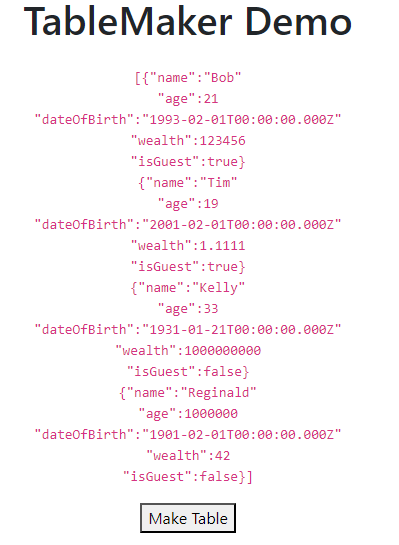 TableMaker Demo
[{"name":"Bob"
"age":21
"dateOfBirth":"1993-02-01T00:00:00.000Z"
"wealth":123456
"isGuest":true}
{"name":"Tim"
"age":19
"dateOfBirth":"2001-02-01T00:00:00.000Z"
"wealth":1.1111
"isGuest":true}
{"name":"Kelly"
"age":33
"dateOfBirth":"1931-01-21T00:00:00.000Z"
"wealth":1000000000
"isGuest":false}
{"name":"Reginald"
"age":1000000
"dateOfBirth":"1901-02-01T00:00:00.000Z"
"wealth":42
"isGuest":false}]
Make Table